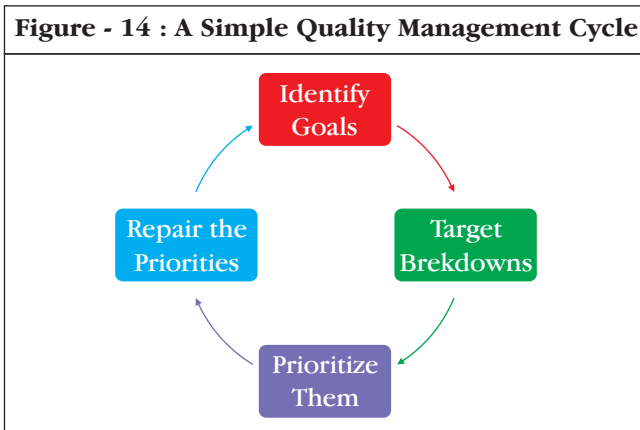 Figure - 14 : A Simple Quality Management Cycle
Identify
Goals
Target
Brekdowns
Prioritize
Them
Repair the
Priorities